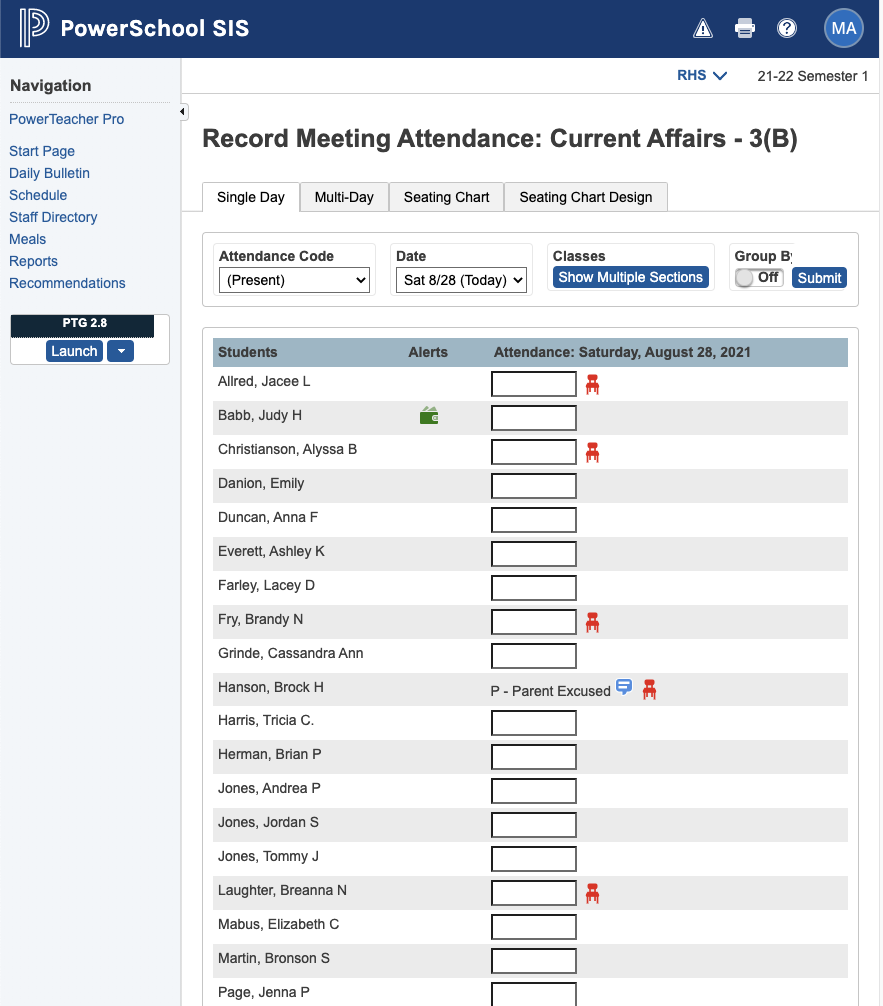 PowerSchool SIS
MA
Navigation
PowerTeacher Pro
Start Page
Daily Bulletin
Schedule
Staff Directory
Meals
Reports
Recommendations
PTG 2.8
Launch
RHS 21-22 Semester 1
Record Meeting Attendance: Current Affairs - 3(B)
Single Day Multi-Day Seating Chart Seating Chart Design
Attendance Code Date Classes Group By
(Present) Sat 8/28 (Today) Show Multiple Sections Off Submit
Students Alerts Attendance: Saturday, August 28, 2021
Allred, Jacee L
Babb, Judy H
Christianson, Alyssa B
Danion, Emily
Duncan, Anna F
Everett, Ashley K
Farley, Lacey D
Fry, Brandy N
Grinde, Cassandra Ann
Hanson, Brock H P - Parent Excused
Harris, Tricia C.
Herman, Brian P
Jones, Andrea P
Jones, Jordan S
Jones, Tommy J
Laughter, Breanna N
Mabus, Elizabeth C
Martin, Bronson S
Page, Jenna P